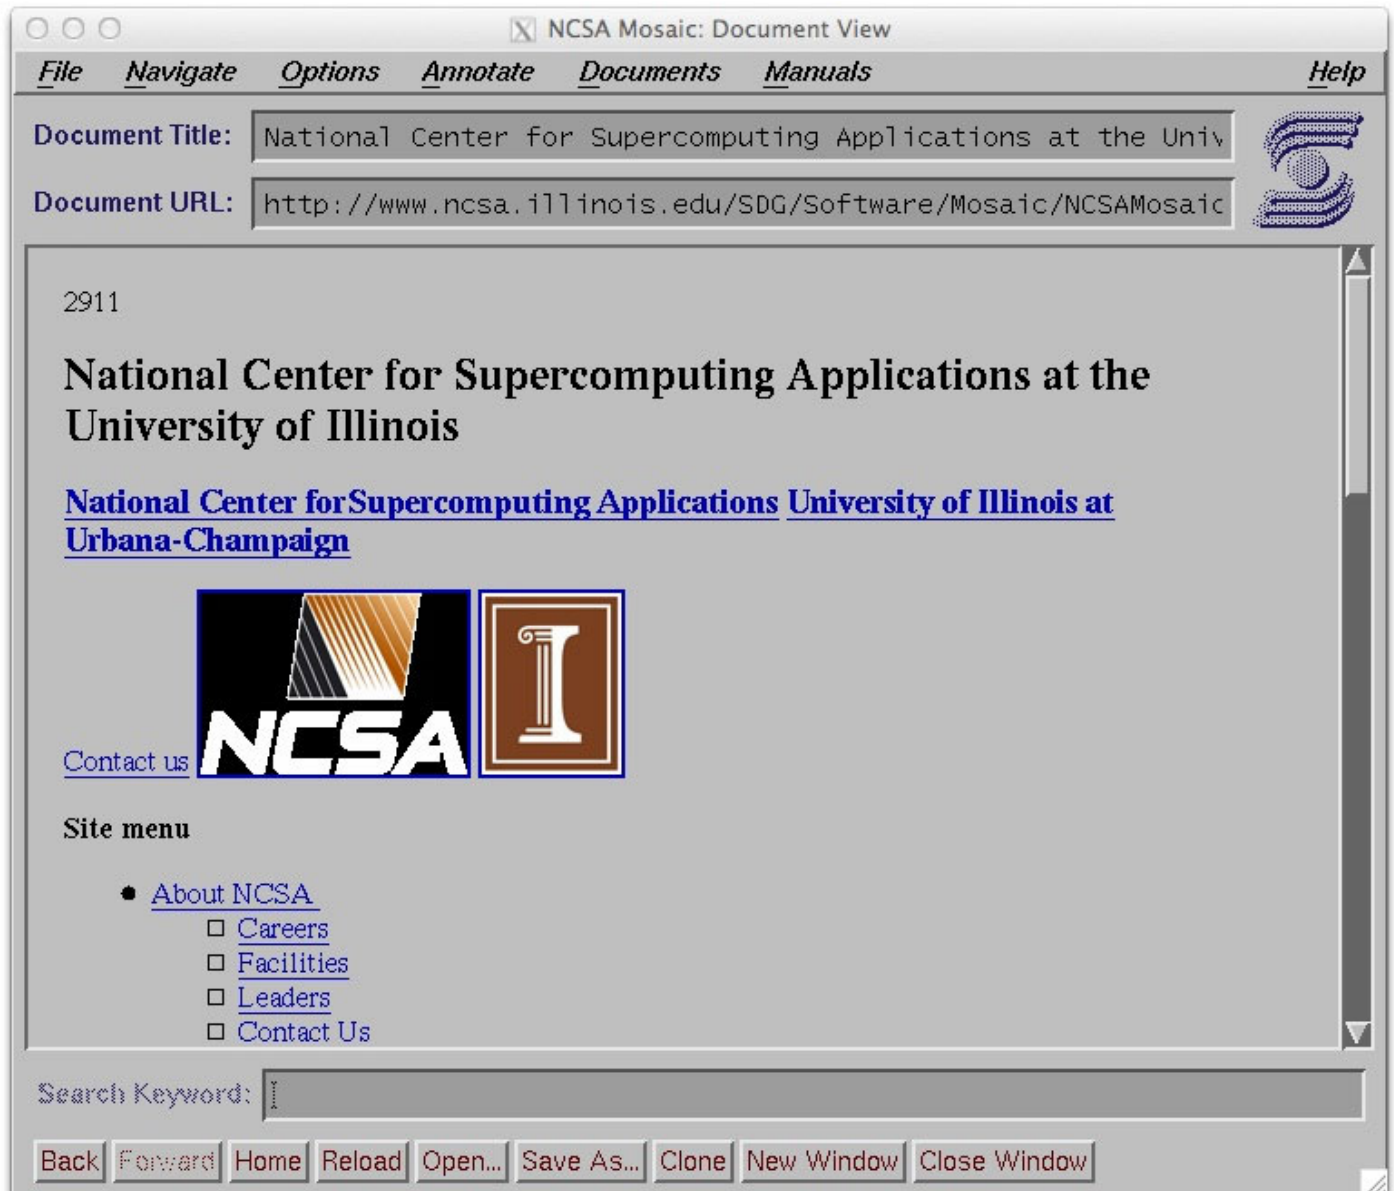 NCSA Mosaic: Document View
File Navigate Options Annotate Documents Manuals Help
Document Title: National Center for Supercomputing Applications at the Univ
Document URL: http://www.ncsa.illinois.edu/SDG/Software/Mosaic/NCSAMosaic
2911
National Center for Supercomputing Applications at the
University of Illinois
National Center for Supercomputing Applications University of Illinois at
Urbana-Champaign
NCSA
Contact us
Site menu
About NCSA
Careers
Facilities
Leaders
Contact Us
Search Keyword:
Back Forward Home Reload Open... Save As... Clone New Window Close Window